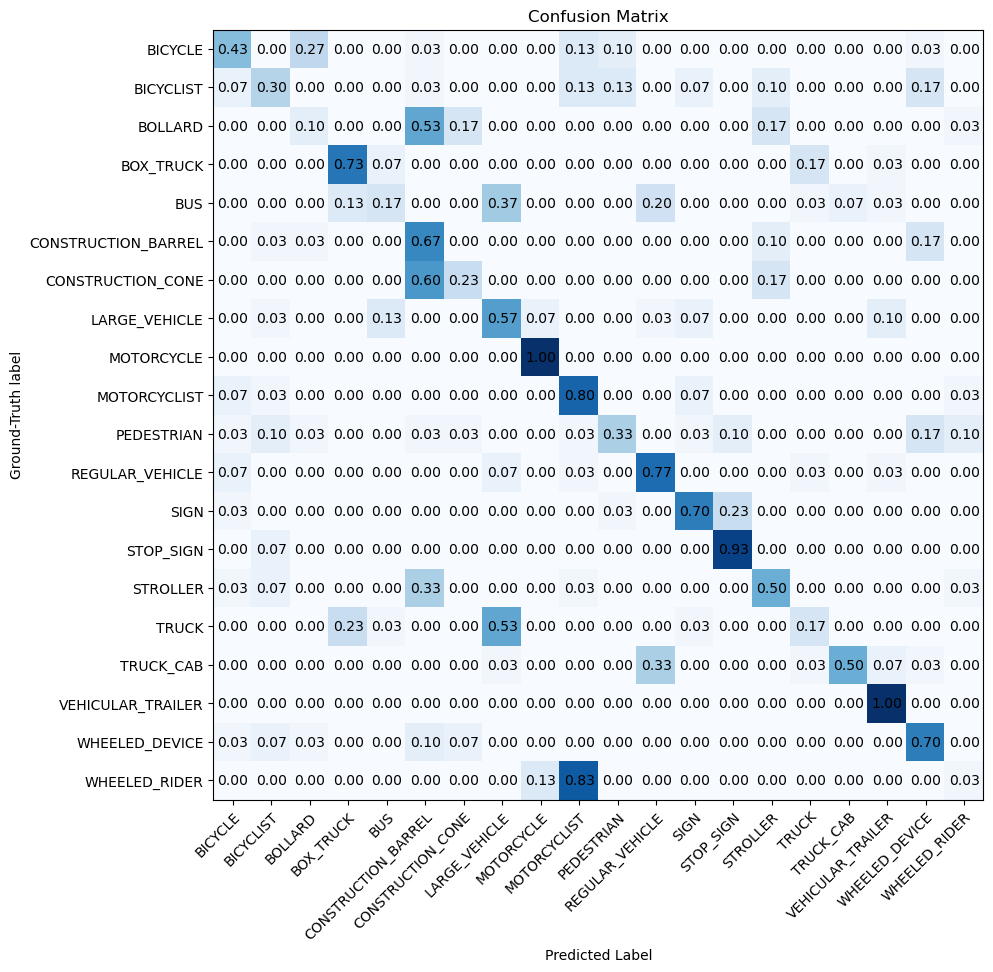 Confusion Matrix
BICYCLE 0.43 0.00 0.27 0.00 0.00 0.03 0.00 0.00 0.00 0.13 0.10 0.00 0.00 0.00 0.00 0.00 0.00 0.00 0.03 0.00
BICYCLIST 0.07 0.30 0.00 0.00 0.00 0.03 0.00 0.00 0.00 0.13 0.13 0.00 0.07 0.00 0.10 0.00 0.00 0.00 0.17 0.00
BOLLARD 0.00 0.00 0.10 0.00 0.00 0.53 0.17 0.00 0.00 0.00 0.00 0.00 0.00 0.00 0.17 0.00 0.00 0.00 0.00 0.03
BOX_TRUCK 0.00 0.00 0.00 0.73 0.07 0.00 0.00 0.00 0.00 0.00 0.00 0.00 0.00 0.00 0.00 0.17 0.00 0.03 0.00 0.00
BUS 0.00 0.00 0.00 0.13 0.17 0.00 0.00 0.37 0.00 0.00 0.00 0.20 0.00 0.00 0.00 0.03 0.07 0.03 0.00 0.00
CONSTRUCTION_BARREL 0.00 0.03 0.03 0.00 0.00 0.67 0.00 0.00 0.00 0.00 0.00 0.00 0.00 0.00 0.10 0.00 0.00 0.00 0.17 0.00
CONSTRUCTION_CONE 0.00 0.00 0.00 0.00 0.00 0.60 0.23 0.00 0.00 0.00 0.00 0.00 0.00 0.00 0.17 0.00 0.00 0.00 0.00 0.00
LARGE_VEHICLE 0.00 0.03 0.00 0.00 0.13 0.00 0.00 0.57 0.07 0.00 0.00 0.03 0.07 0.00 0.00 0.00 0.00 0.10 0.00 0.00
MOTORCYCLE 0.00 0.00 0.00 0.00 0.00 0.00 0.00 0.00 1.00 0.00 0.00 0.00 0.00 0.00 0.00 0.00 0.00 0.00 0.00 0.00
MOTORCYCLIST 0.07 0.03 0.00 0.00 0.00 0.00 0.00 0.00 0.00 0.80 0.00 0.00 0.07 0.00 0.00 0.00 0.00 0.00 0.00 0.03
PEDESTRIAN 0.03 0.10 0.03 0.00 0.00 0.03 0.03 0.00 0.00 0.03 0.33 0.00 0.03 0.10 0.00 0.00 0.00 0.00 0.17 0.10
REGULAR_VEHICLE 0.07 0.00 0.00 0.00 0.00 0.00 0.00 0.07 0.00 0.03 0.00 0.77 0.00 0.00 0.00 0.03 0.00 0.03 0.00 0.00
SIGN 0.03 0.00 0.00 0.00 0.00 0.00 0.00 0.00 0.00 0.00 0.03 0.00 0.70 0.23 0.00 0.00 0.00 0.00 0.00 0.00
STOP_SIGN 0.00 0.07 0.00 0.00 0.00 0.00 0.00 0.00 0.00 0.00 0.00 0.00 0.00 0.93 0.00 0.00 0.00 0.00 0.00 0.00
STROLLER 0.03 0.07 0.00 0.00 0.00 0.33 0.00 0.00 0.00 0.03 0.00 0.00 0.00 0.00 0.50 0.00 0.00 0.00 0.00 0.03
TRUCK 0.00 0.00 0.00 0.23 0.03 0.00 0.00 0.53 0.00 0.00 0.00 0.00 0.03 0.00 0.00 0.17 0.00 0.00 0.00 0.00
TRUCK_CAB 0.00 0.00 0.00 0.00 0.00 0.00 0.00 0.03 0.00 0.00 0.00 0.33 0.00 0.00 0.00 0.03 0.50 0.07 0.03 0.00
VEHICULAR_TRAILER 0.00 0.00 0.00 0.00 0.00 0.00 0.00 0.00 0.00 0.00 0.00 0.00 0.00 0.00 0.00 0.00 0.00 1.00 0.00 0.00
WHEELED_DEVICE 0.03 0.07 0.03 0.00 0.00 0.10 0.07 0.00 0.00 0.00 0.00 0.00 0.00 0.00 0.00 0.00 0.00 0.00 0.70 0.00
WHEELED_RIDER 0.00 0.00 0.00 0.00 0.00 0.00 0.00 0.00 0.13 0.83 0.00 0.00 0.00 0.00 0.00 0.00 0.00 0.00 0.00 0.03
Ground-Truth label
BICYCLE
BICYCLIST
BOLLARD
BOX_TRUCK
BUS
CONSTRUCTION_BARREL
CONSTRUCTION_CONE
LARGE_VEHICLE
MOTORCYCLE
MOTORCYCLIST
PEDESTRIAN
REGULAR_VEHICLE
SIGN
STOP_SIGN
STROLLER
TRUCK
TRUCK_CAB
VEHICULAR_TRAILER
WHEELED_DEVICE
WHEELED_RIDER
Predicted Label